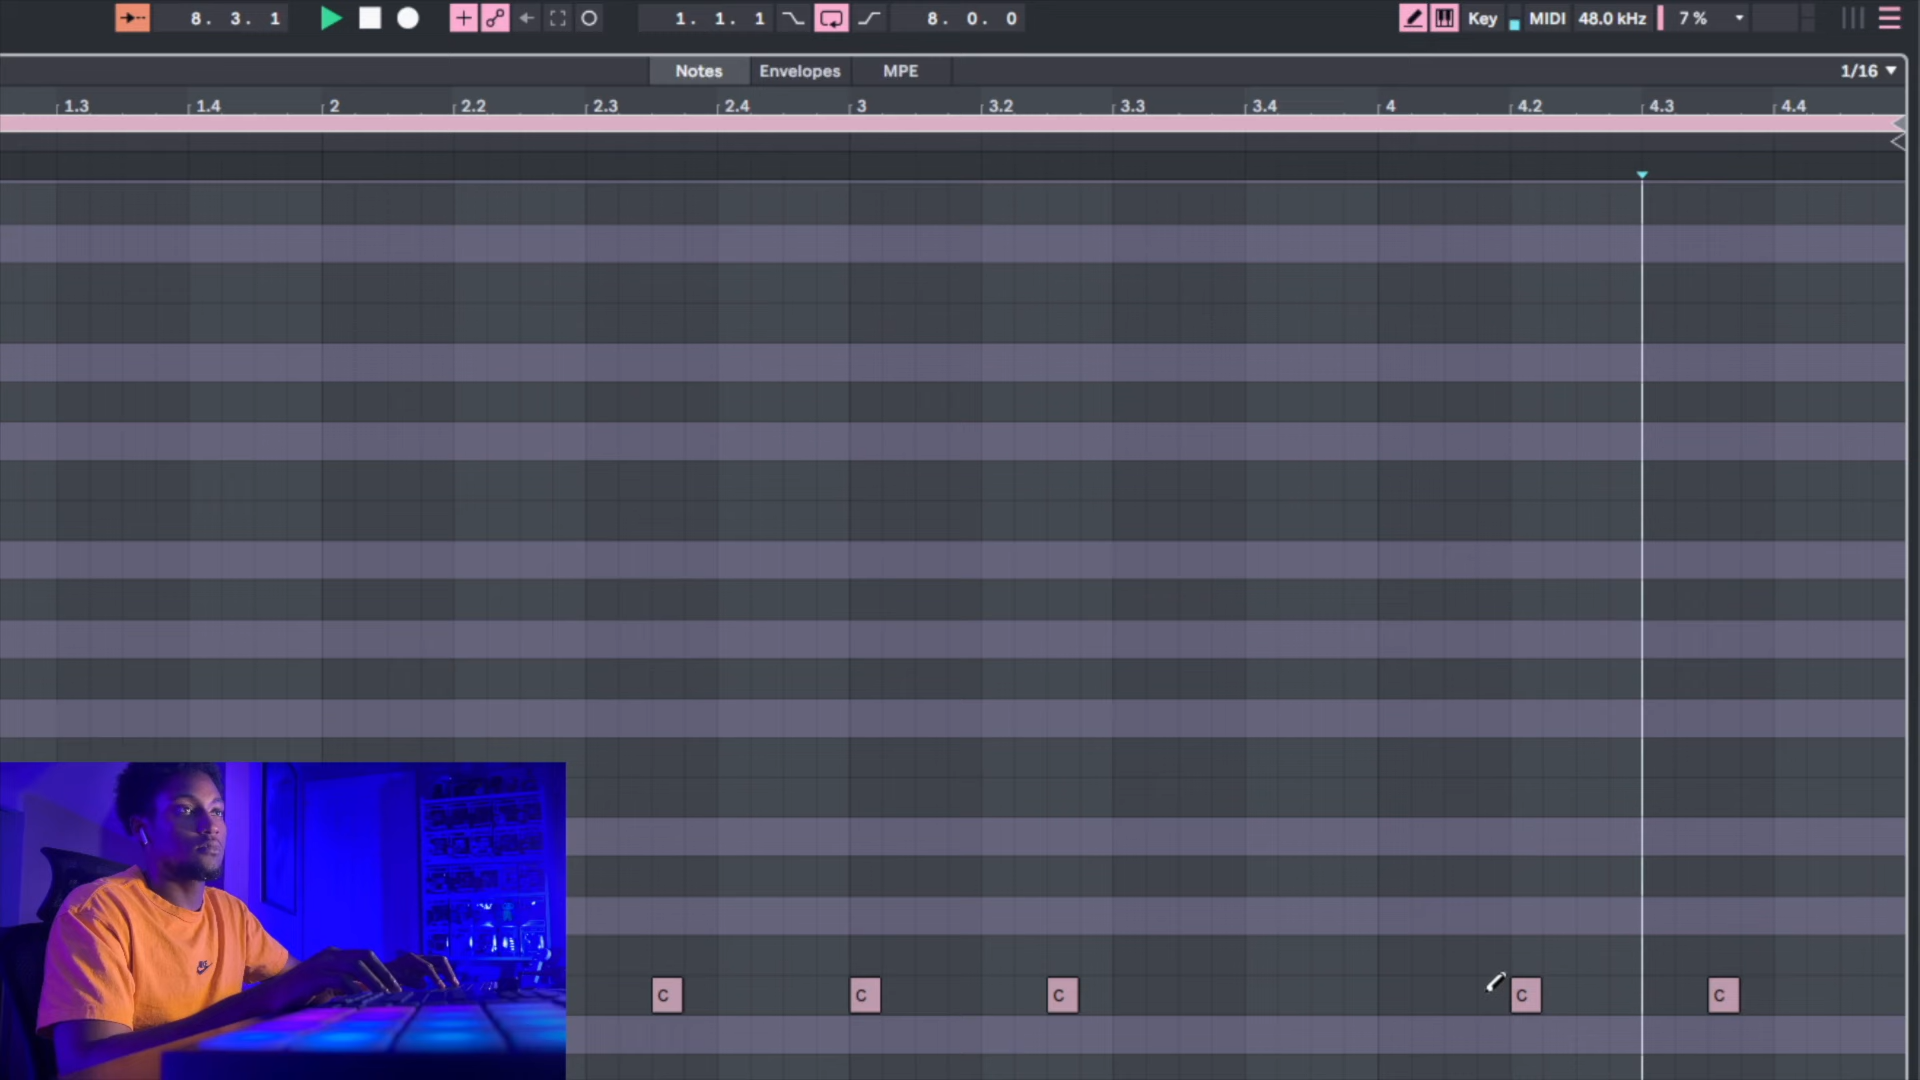 8. 3. 1
1. 1. 1
8. 0. 0
Key
MIDI
48.0 kHz
7 %
Notes
Envelopes
MPE
1/16
1.3
1.4
2
2.2
2.3
2.4
3
3.2
3.3
3.4
4
4.2
4.3
4.4
C
C
C
C
C